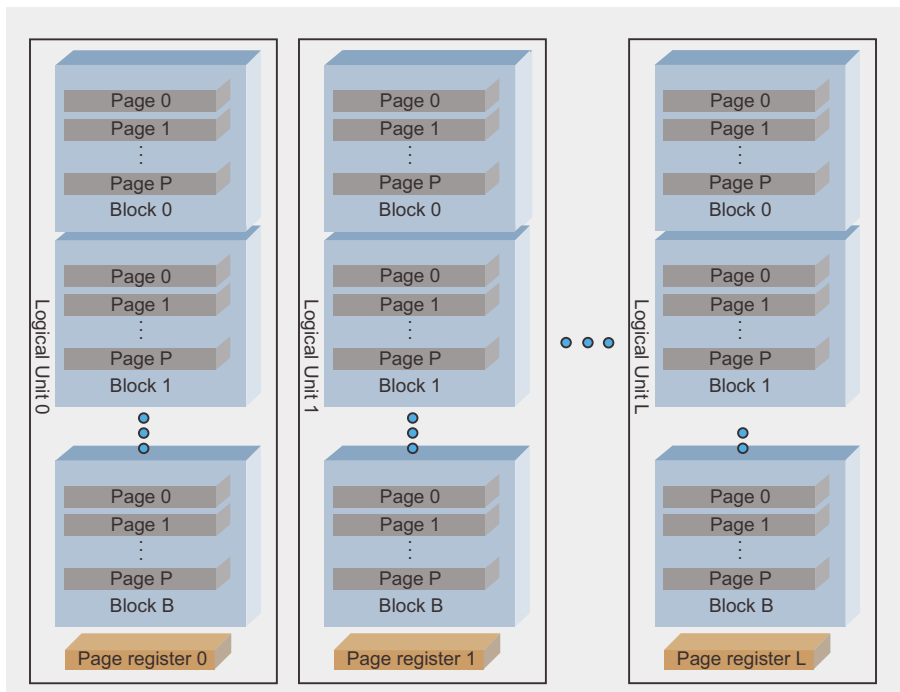 Logical Unit 0
Page 0
Page 1
Page P
Block 0
Page 0
Page 1
Page P
Block 1
Page 0
Page 1
Page P
Block B
Page register 0
Logical Unit 1
Page 0
Page 1
Page P
Block 0
Page 0
Page 1
Page P
Block 1
Page 0
Page 1
Page P
Block B
Page register 1
Logical Unit L
Page 0
Page 1
Page P
Block 0
Page 0
Page 1
Page P
Block 1
Page 0
Page 1
Page P
Block B
Page register L